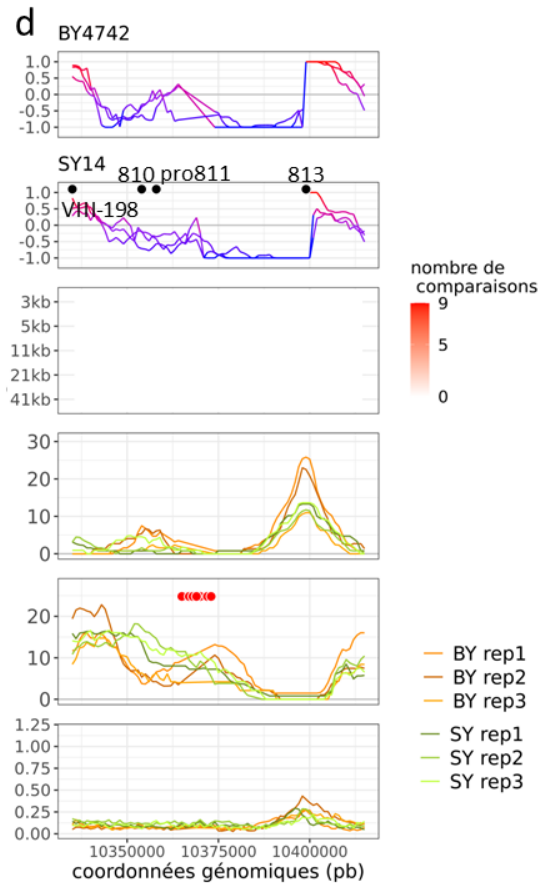 d
BY4742
1.0
0.5
0.0
-0.5
-1.0
SY14
810 pro811 813
VIII-198
1.0
0.5
0.0
-0.5
-1.0
3kb
5kb
11kb
21kb
41kb
nombre de
comparaisons
9
5
0
30
20
10
0
20
10
0
BY rep1
BY rep2
BY rep3
SY rep1
SY rep2
SY rep3
1.25
1.00
0.75
0.50
0.25
0.00
10350000 10375000 10400000
coordonnées génomiques (pb)